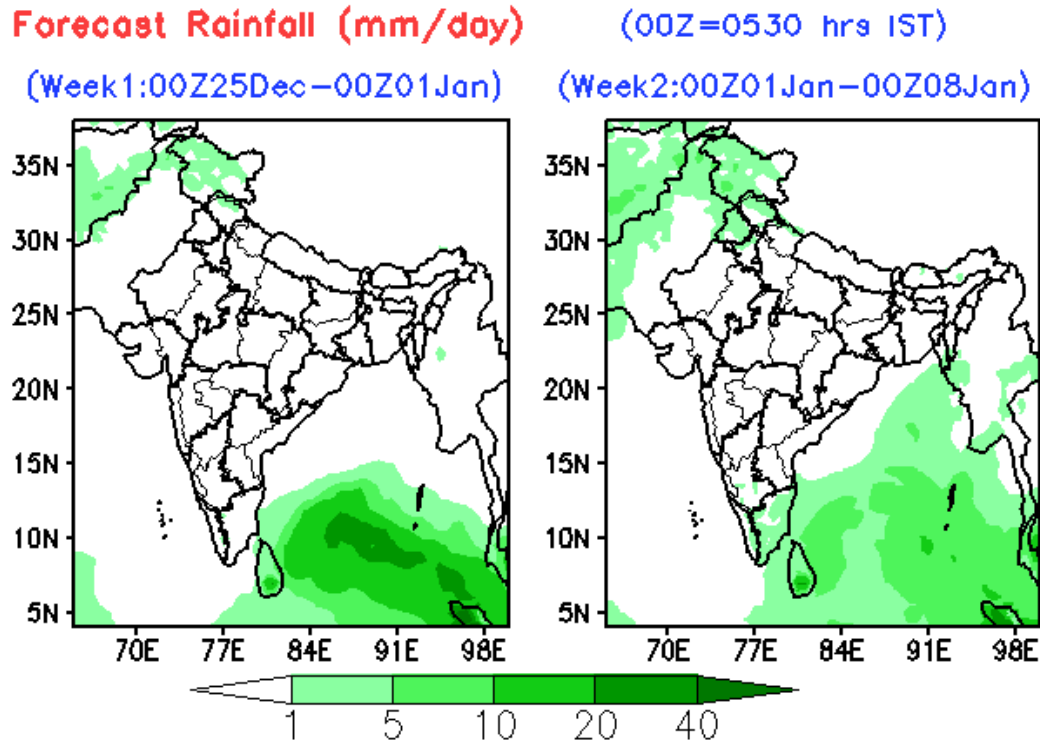 Forecast Rainfall (mm/day) (00Z=0530 hrs IST)
(Week1:00Z25Dec-00Z01Jan) (Week2:00Z01Jan-00Z08Jan)
35N 35N
30N 30N
25N 25N
20N 20N
15N 15N
10N 10N
5N 5N
70E 77E 84E 91E 98E 70E 77E 84E 91E 98E
1 5 10 20 40